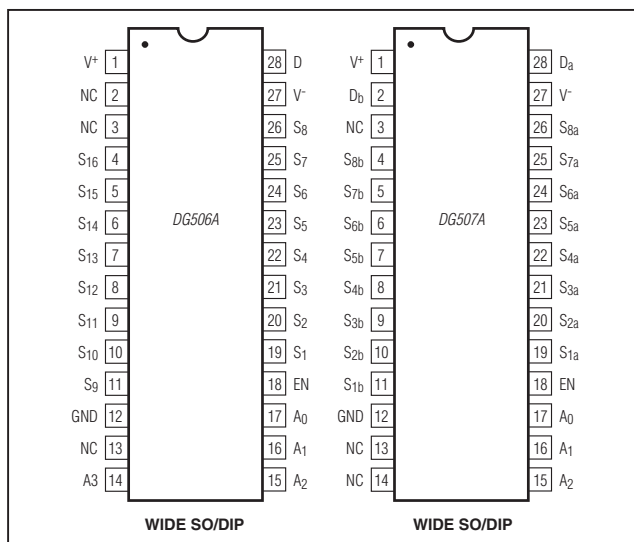 V+ 1 28 D
NC 2 27 V-
NC 3 26 S8
S16 4 25 S7
S15 5 24 S6
S14 6 23 S5
S13 7 22 S4
S12 8 21 S3
S11 9 20 S2
S10 10 19 S1
S9 11 18 EN
GND 12 17 A0
NC 13 16 A1
A3 14 15 A2
DG506A
WIDE SO/DIP
V+ 1 28 Da
Db 2 27 V-
NC 3 26 S8a
S8b 4 25 S7a
S7b 5 24 S6a
S6b 6 23 S5a
S5b 7 22 S4a
S4b 8 21 S3a
S3b 9 20 S2a
S2b 10 19 S1a
S1b 11 18 EN
GND 12 17 A0
NC 13 16 A1
NC 14 15 A2
DG507A
WIDE SO/DIP